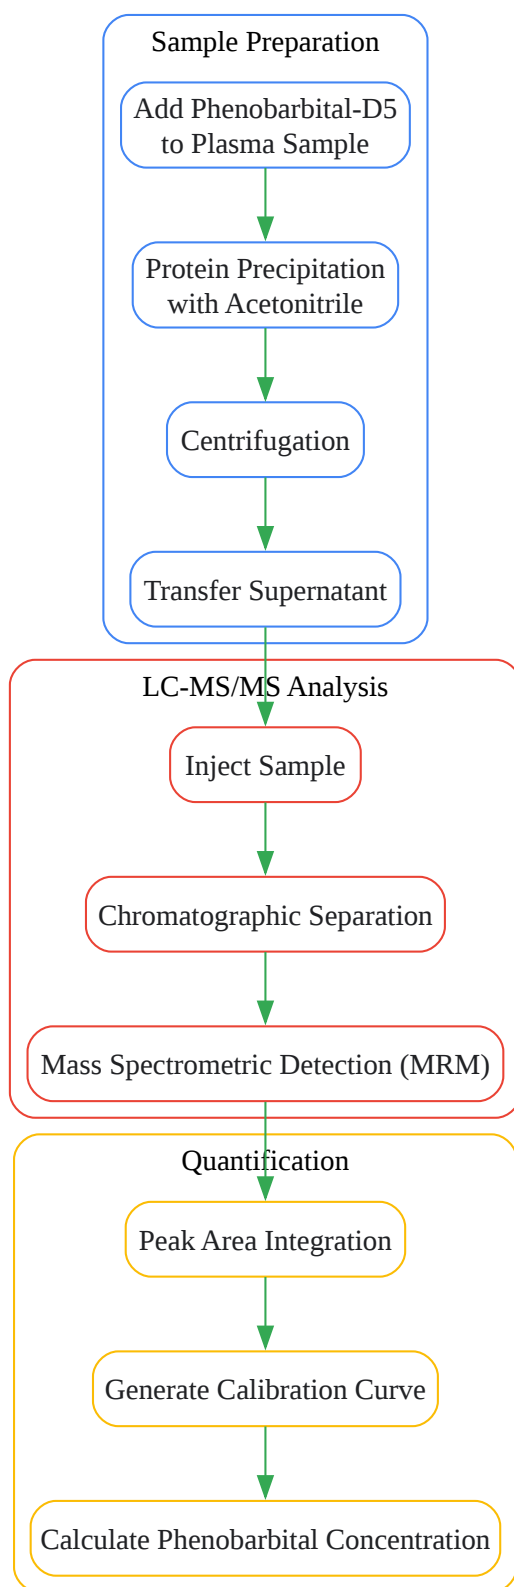 Sample Preparation
Add Phenobarbital-D5
to Plasma Sample
Protein Precipitation
with Acetonitrile
Centrifugation
Transfer Supernatant
LC-MS/MS Analysis
Inject Sample
Chromatographic Separation
Mass Spectrometric Detection (MRM)
Quantification
Peak Area Integration
Generate Calibration Curve
Calculate Phenobarbital Concentration